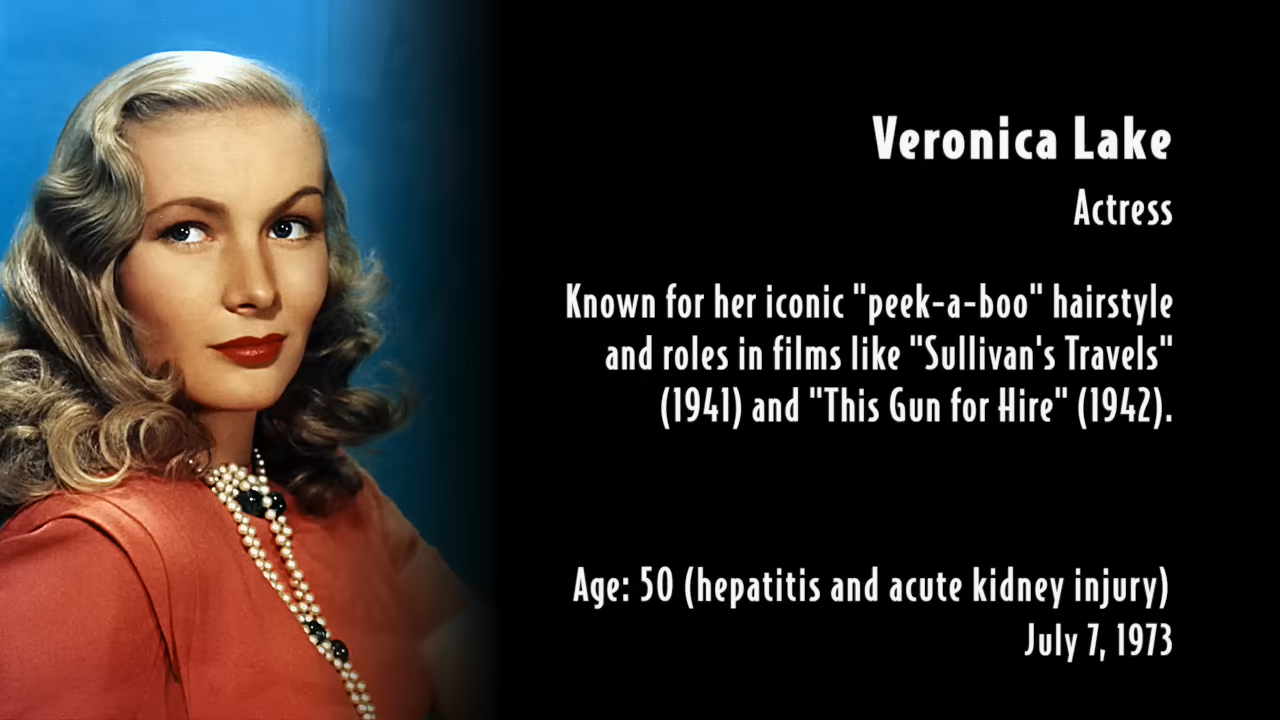 Veronica Lake
Actress
Known for her iconic "peek-a-boo" hairstyle
and roles in films like "Sullivan's Travels"
(1941) and "This Gun for Hire" (1942).
Age: 50 (hepatitis and acute kidney injury)
July 7, 1973